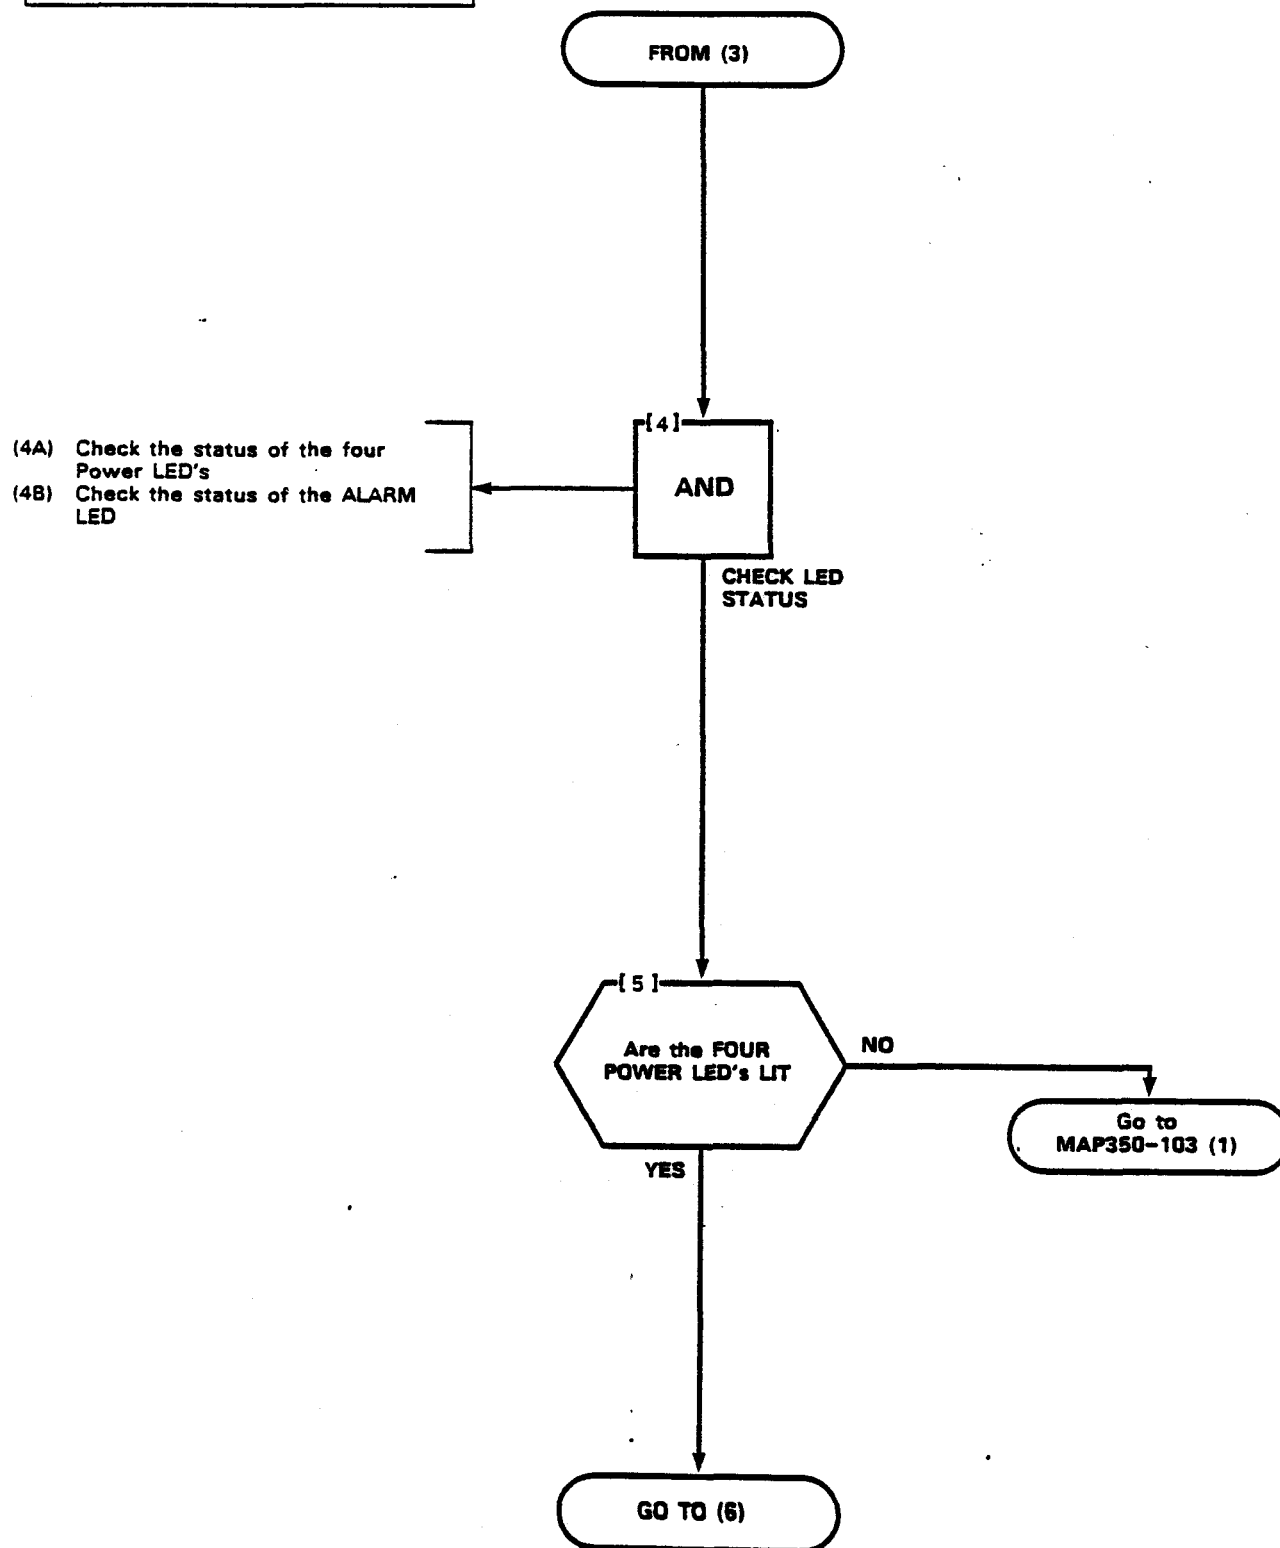 FROM (3)
[4]
(4A) Check the status of the four
Power LED's
(4B) Check the status of the ALARM
LED
AND
CHECK LED
STATUS
[5]
Are the FOUR
POWER LED's LIT
NO
Go to
MAP350-103 (1)
YES
GO TO (6)